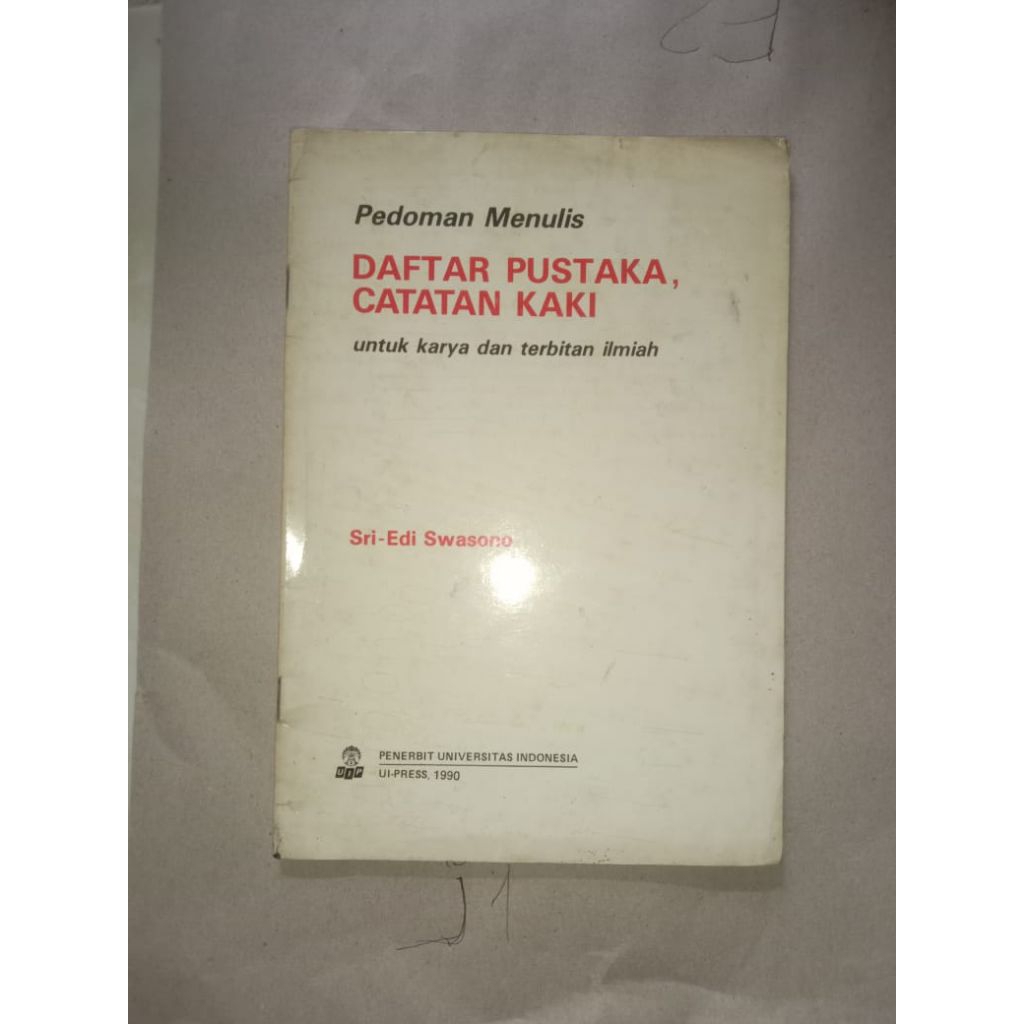 Pedoman Menulis
DAFTAR PUSTAKA,
CATATAN KAKI
untuk karya dan terbitan ilmiah
Sri-Edi Swasono
UIP
PENERBIT UNIVERSITAS INDONESIA
UI-PRESS, 1990